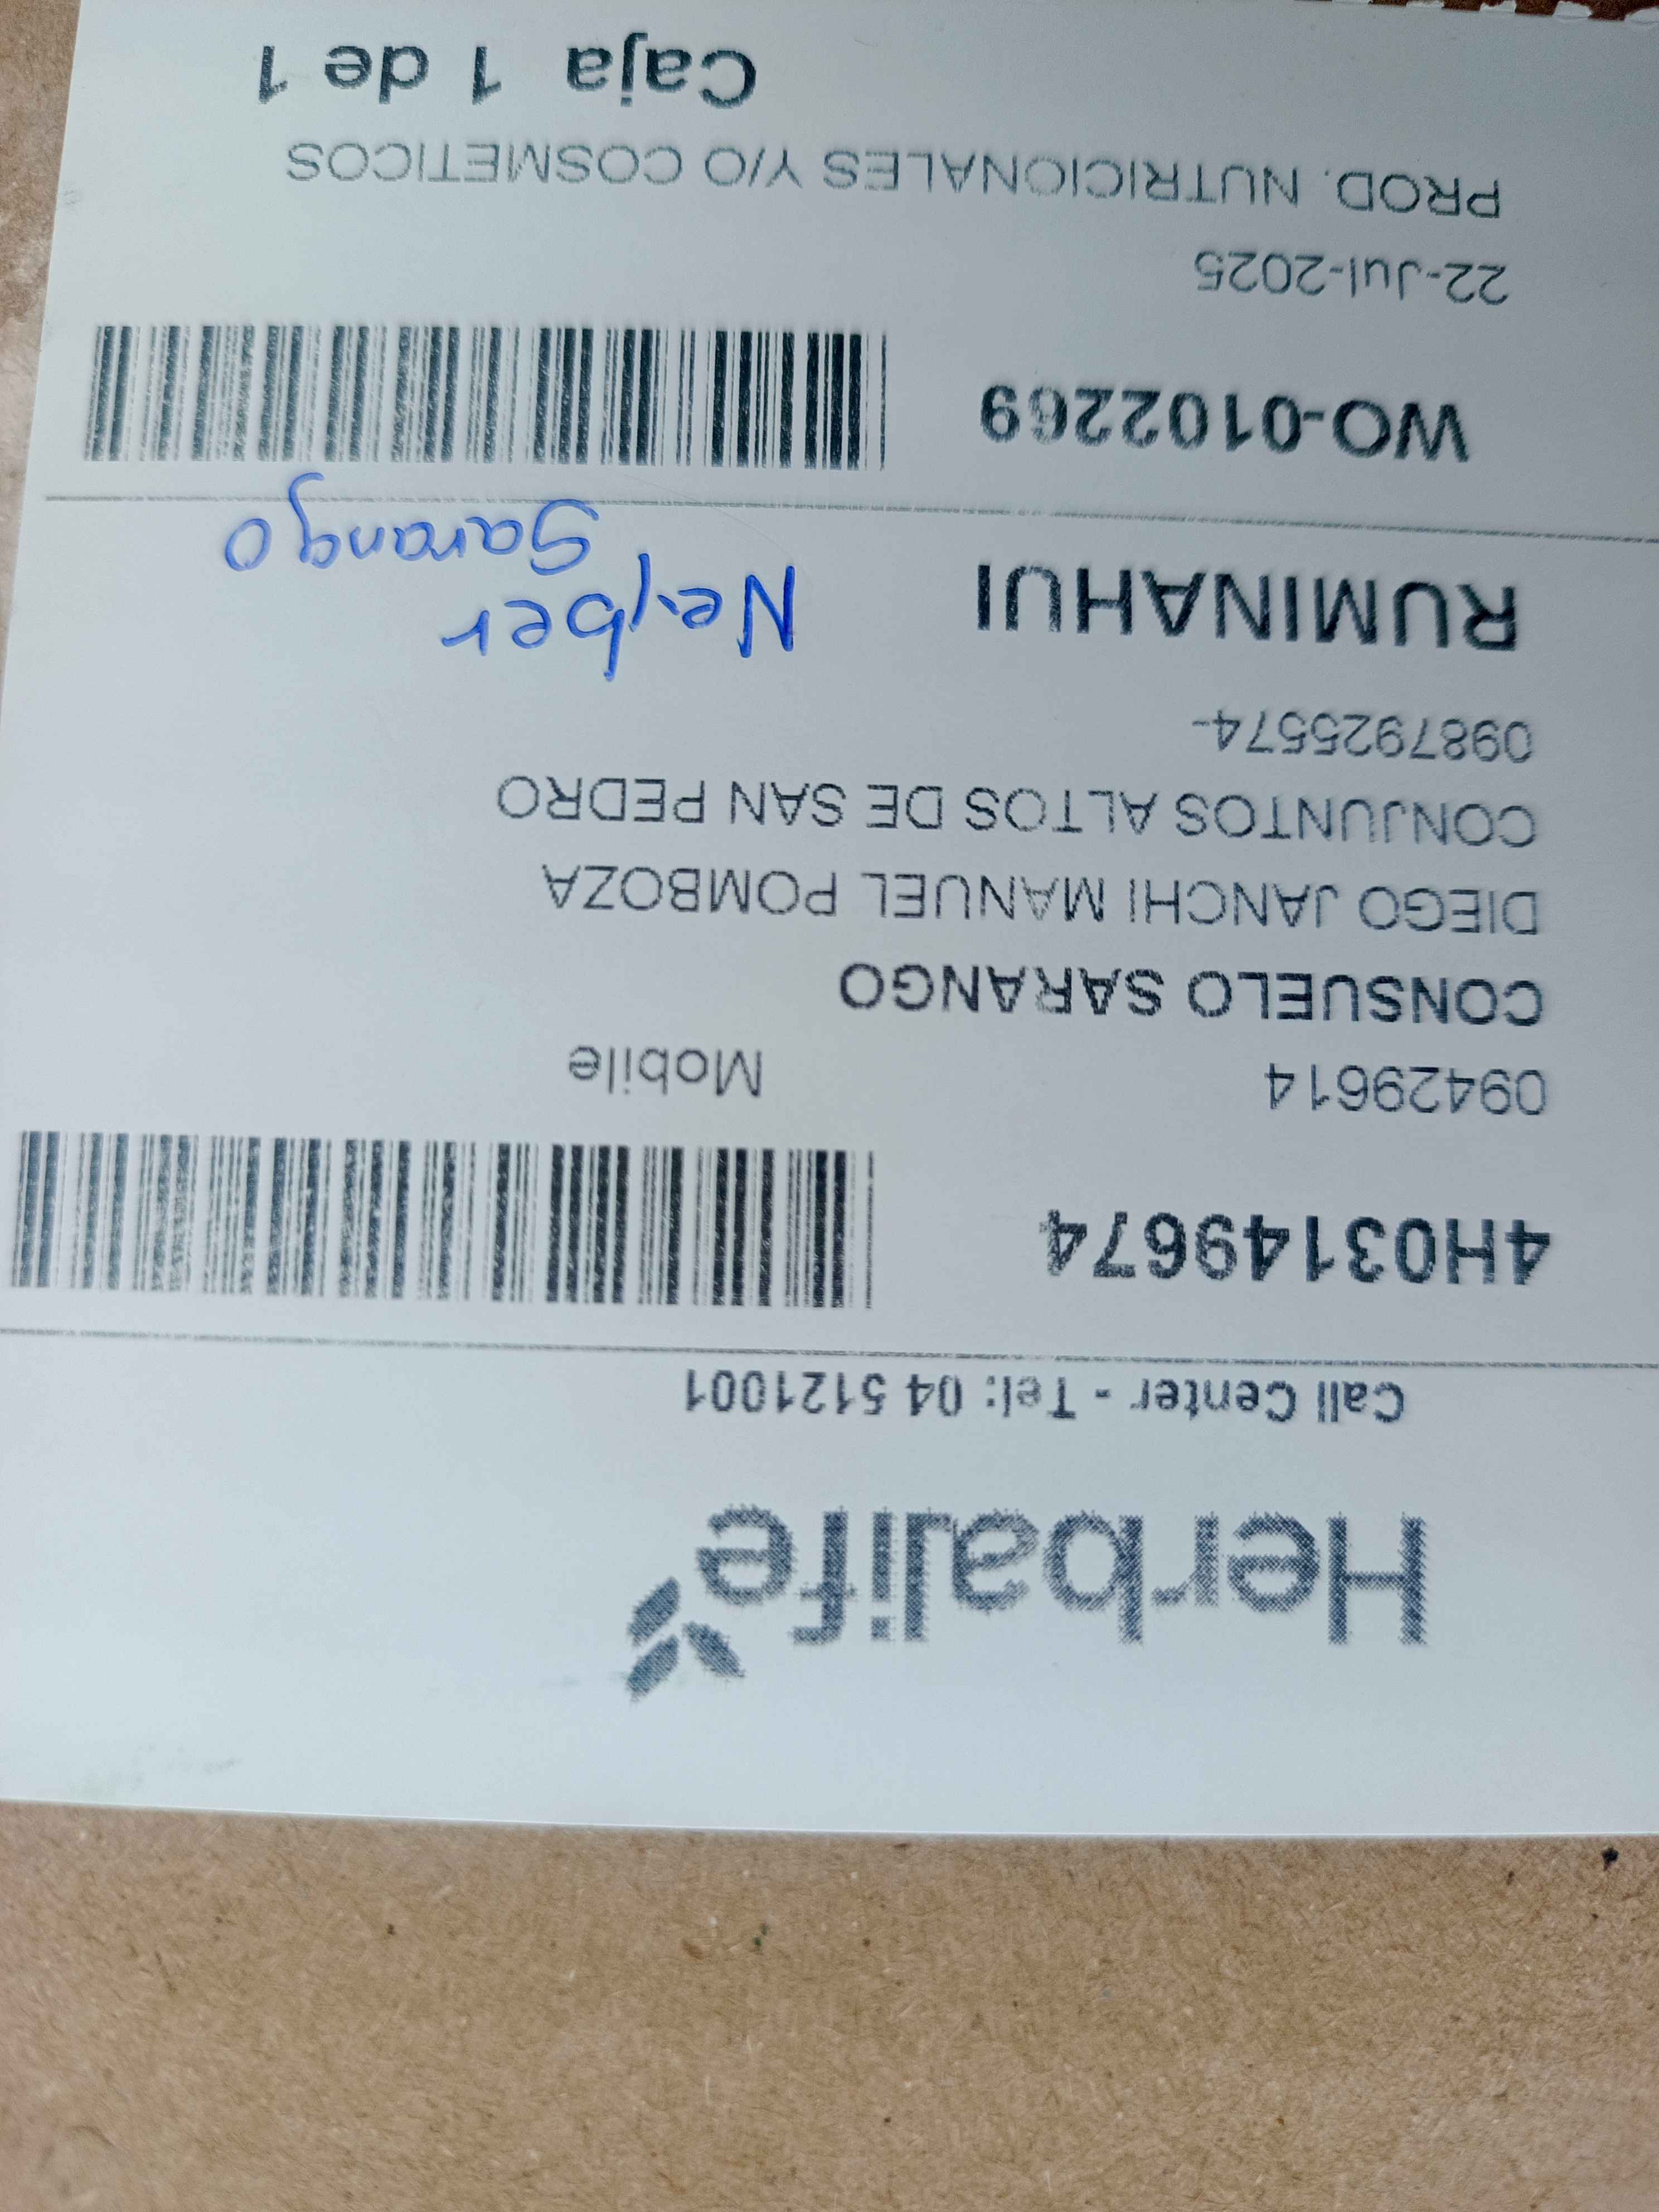 Herbalife
Call Center - Tel: 04 5121001
4H03149674
09429614 Mobile
CONSUELO SARANGO
DIEGO JANCHI MANUEL POMBOZA
CONJUNTOS ALTOS DE SAN PEDRO
0987925574-
RUMINAHUI
Neyber
Sarango
WO-0102269
22-Jul-2025
PROD. NUTRICIONALES Y/O COSMETICOS
Caja 1 de 1